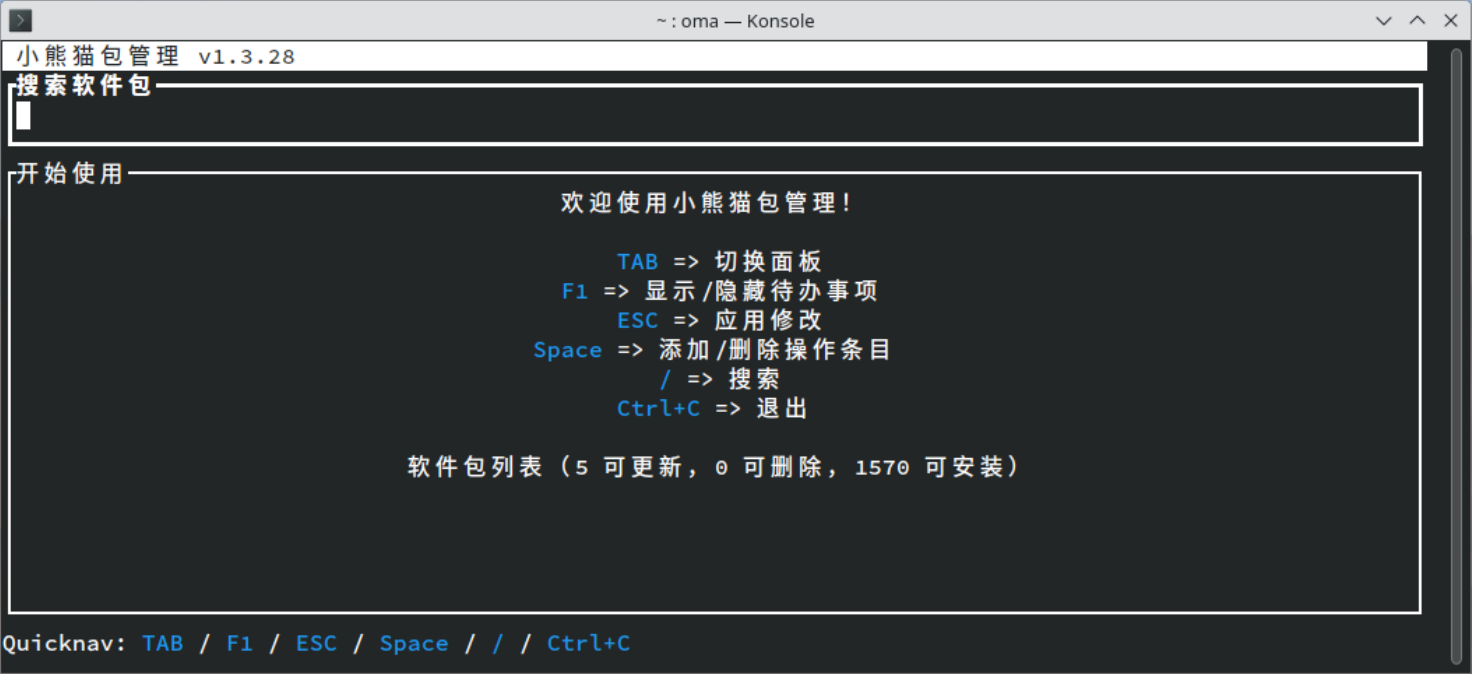 ~ : oma — Konsole
小熊猫包管理 v1.3.28
搜索软件包
开始使用
欢迎使用小熊猫包管理！
TAB => 切换面板
F1 => 显示/隐藏待办事项
ESC => 应用修改
Space => 添加/删除操作条目
/ => 搜索
Ctrl+C => 退出
软件包列表（5 可更新，0 可删除，1570 可安装）
Quicknav: TAB / F1 / ESC / Space / / / Ctrl+C